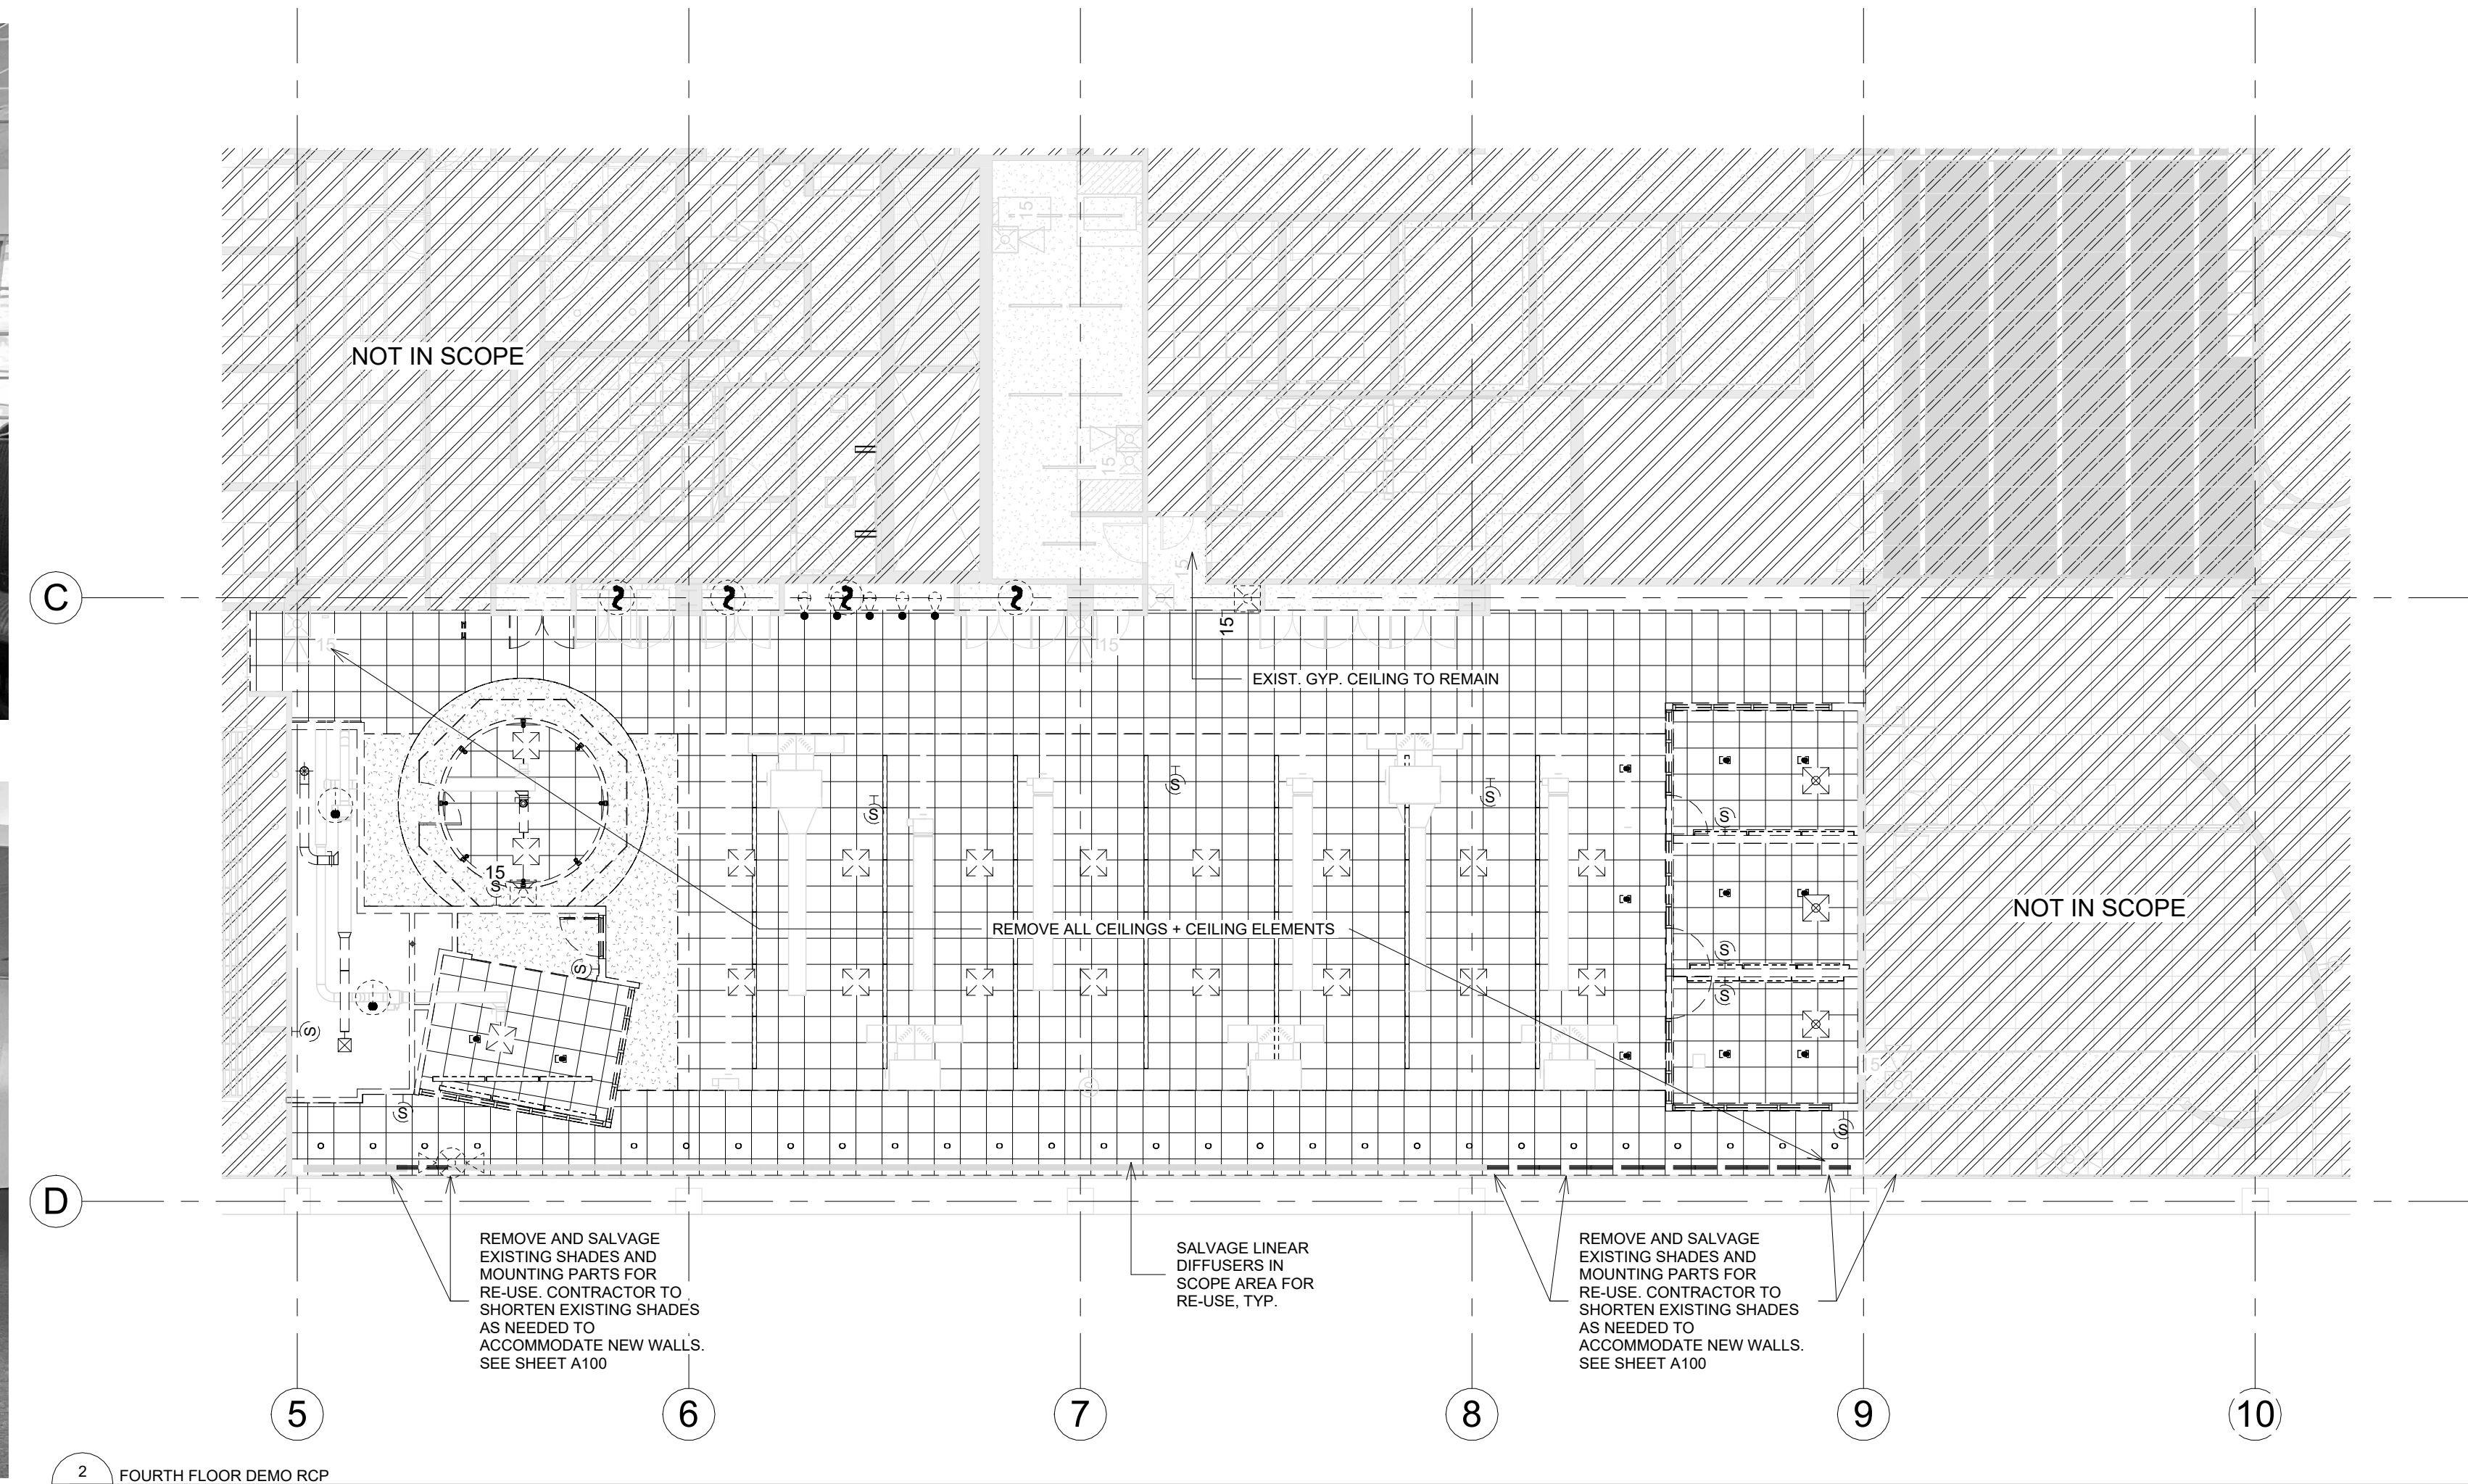 NOT IN SCOPE
15
15
15
C
15
15
15
EXIST. GYP. CEILING TO REMAIN
S
S
S
S
15
S
S
NOT IN SCOPE
REMOVE ALL CEILINGS + CEILING ELEMENTS
S
S
S
S
15
S
S
S
D
REMOVE AND SALVAGE
EXISTING SHADES AND
MOUNTING PARTS FOR
RE-USE. CONTRACTOR TO
SHORTEN EXISTING SHADES
AS NEEDED TO
ACCOMMODATE NEW WALLS.
SEE SHEET A100
SALVAGE LINEAR
DIFFUSERS IN
SCOPE AREA FOR
RE-USE, TYP.
REMOVE AND SALVAGE
EXISTING SHADES AND
MOUNTING PARTS FOR
RE-USE. CONTRACTOR TO
SHORTEN EXISTING SHADES
AS NEEDED TO
ACCOMMODATE NEW WALLS.
SEE SHEET A100
5
6
7
8
9
10
2
FOURTH FLOOR DEMO RCP